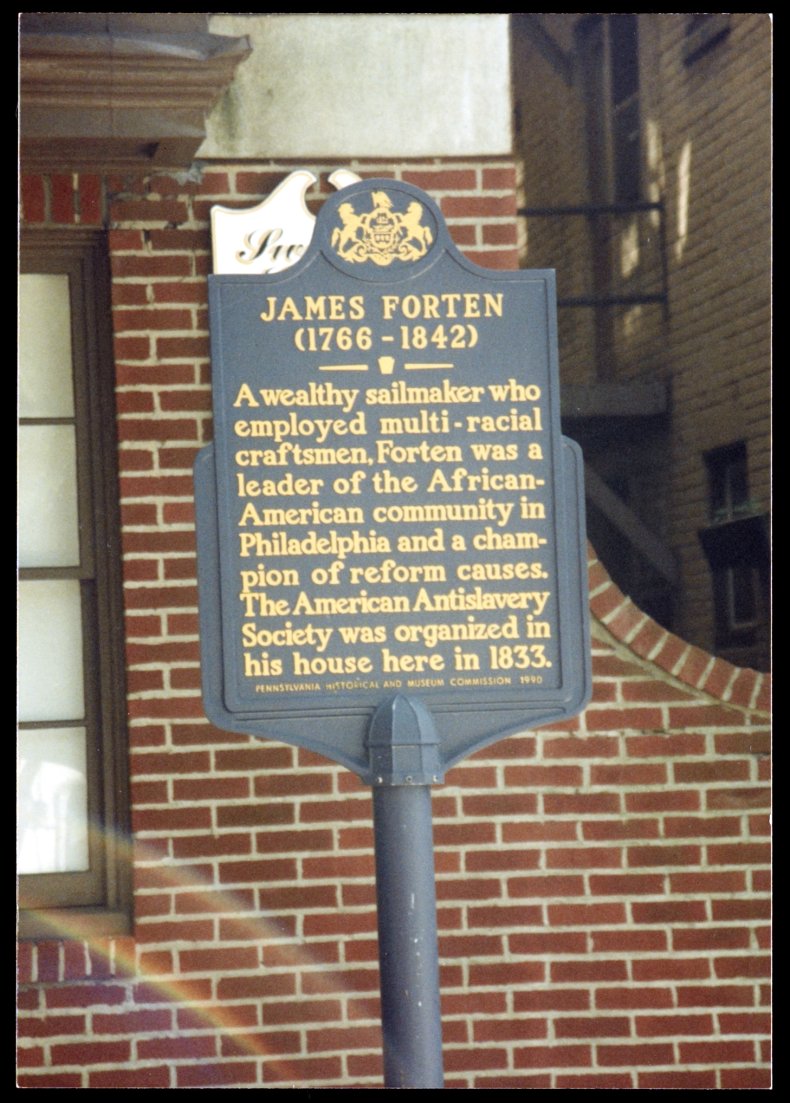 JAMES FORTEN
(1766-1842)
A wealthy sailmaker who
employed multi-racial
craftsmen, Forten was a
leader of the African-
American community in
Philadelphia and a cham-
pion of reform causes.
The American Antislavery
Society was organized in
his house here in 1833.
PENNSYLVANIA HISTORICAL AND MUSEUM COMMISSION 1990